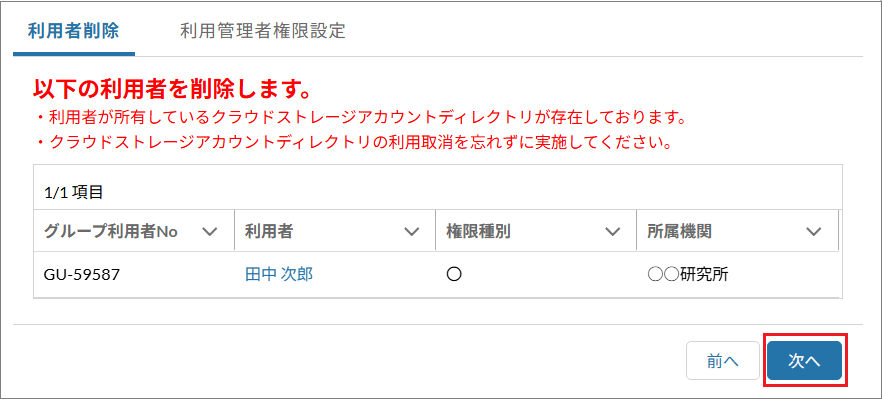 利用者削除 利用管理者権限設定
以下の利用者を削除します。
・利用者が所有しているクラウドストレージアカウントディレクトリが存在しております。
・クラウドストレージアカウントディレクトリの利用取消を忘れずに実施してください。
1/1 項目
グループ利用者No 利用者 権限種別 所属機関
GU-59587 田中 次郎 〇 〇〇研究所
前へ 次へ